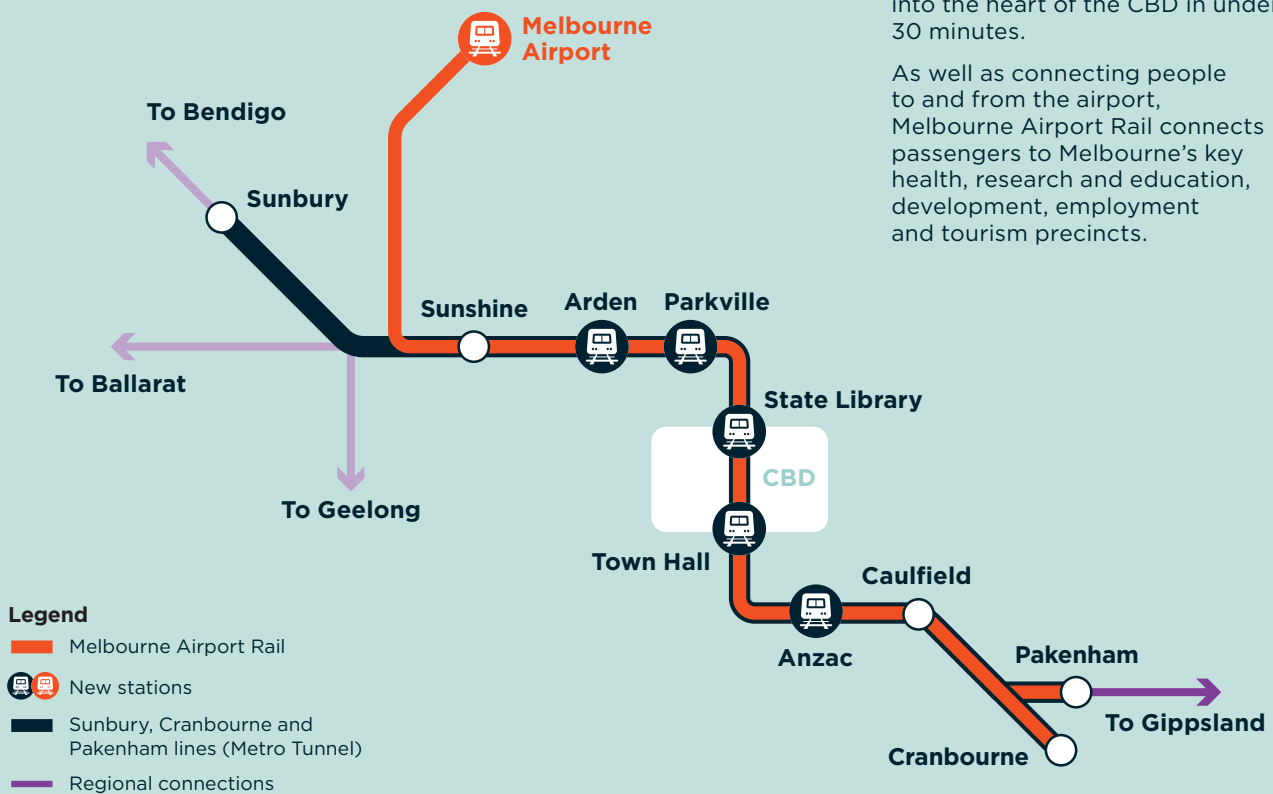 into the heart of the CBD in under
30 minutes.
As well as connecting people
to and from the airport,
Melbourne Airport Rail connects
passengers to Melbourne's key
health, research and education,
development, employment
and tourism precincts.
Melbourne
Airport
To Bendigo
Sunbury
Sunshine
Arden
Parkville
To Ballarat
State Library
CBD
To Geelong
Town Hall
Caulfield
Anzac
Pakenham
To Gippsland
Cranbourne
Legend
Melbourne Airport Rail
New stations
Sunbury, Cranbourne and
Pakenham lines (Metro Tunnel)
Regional connections